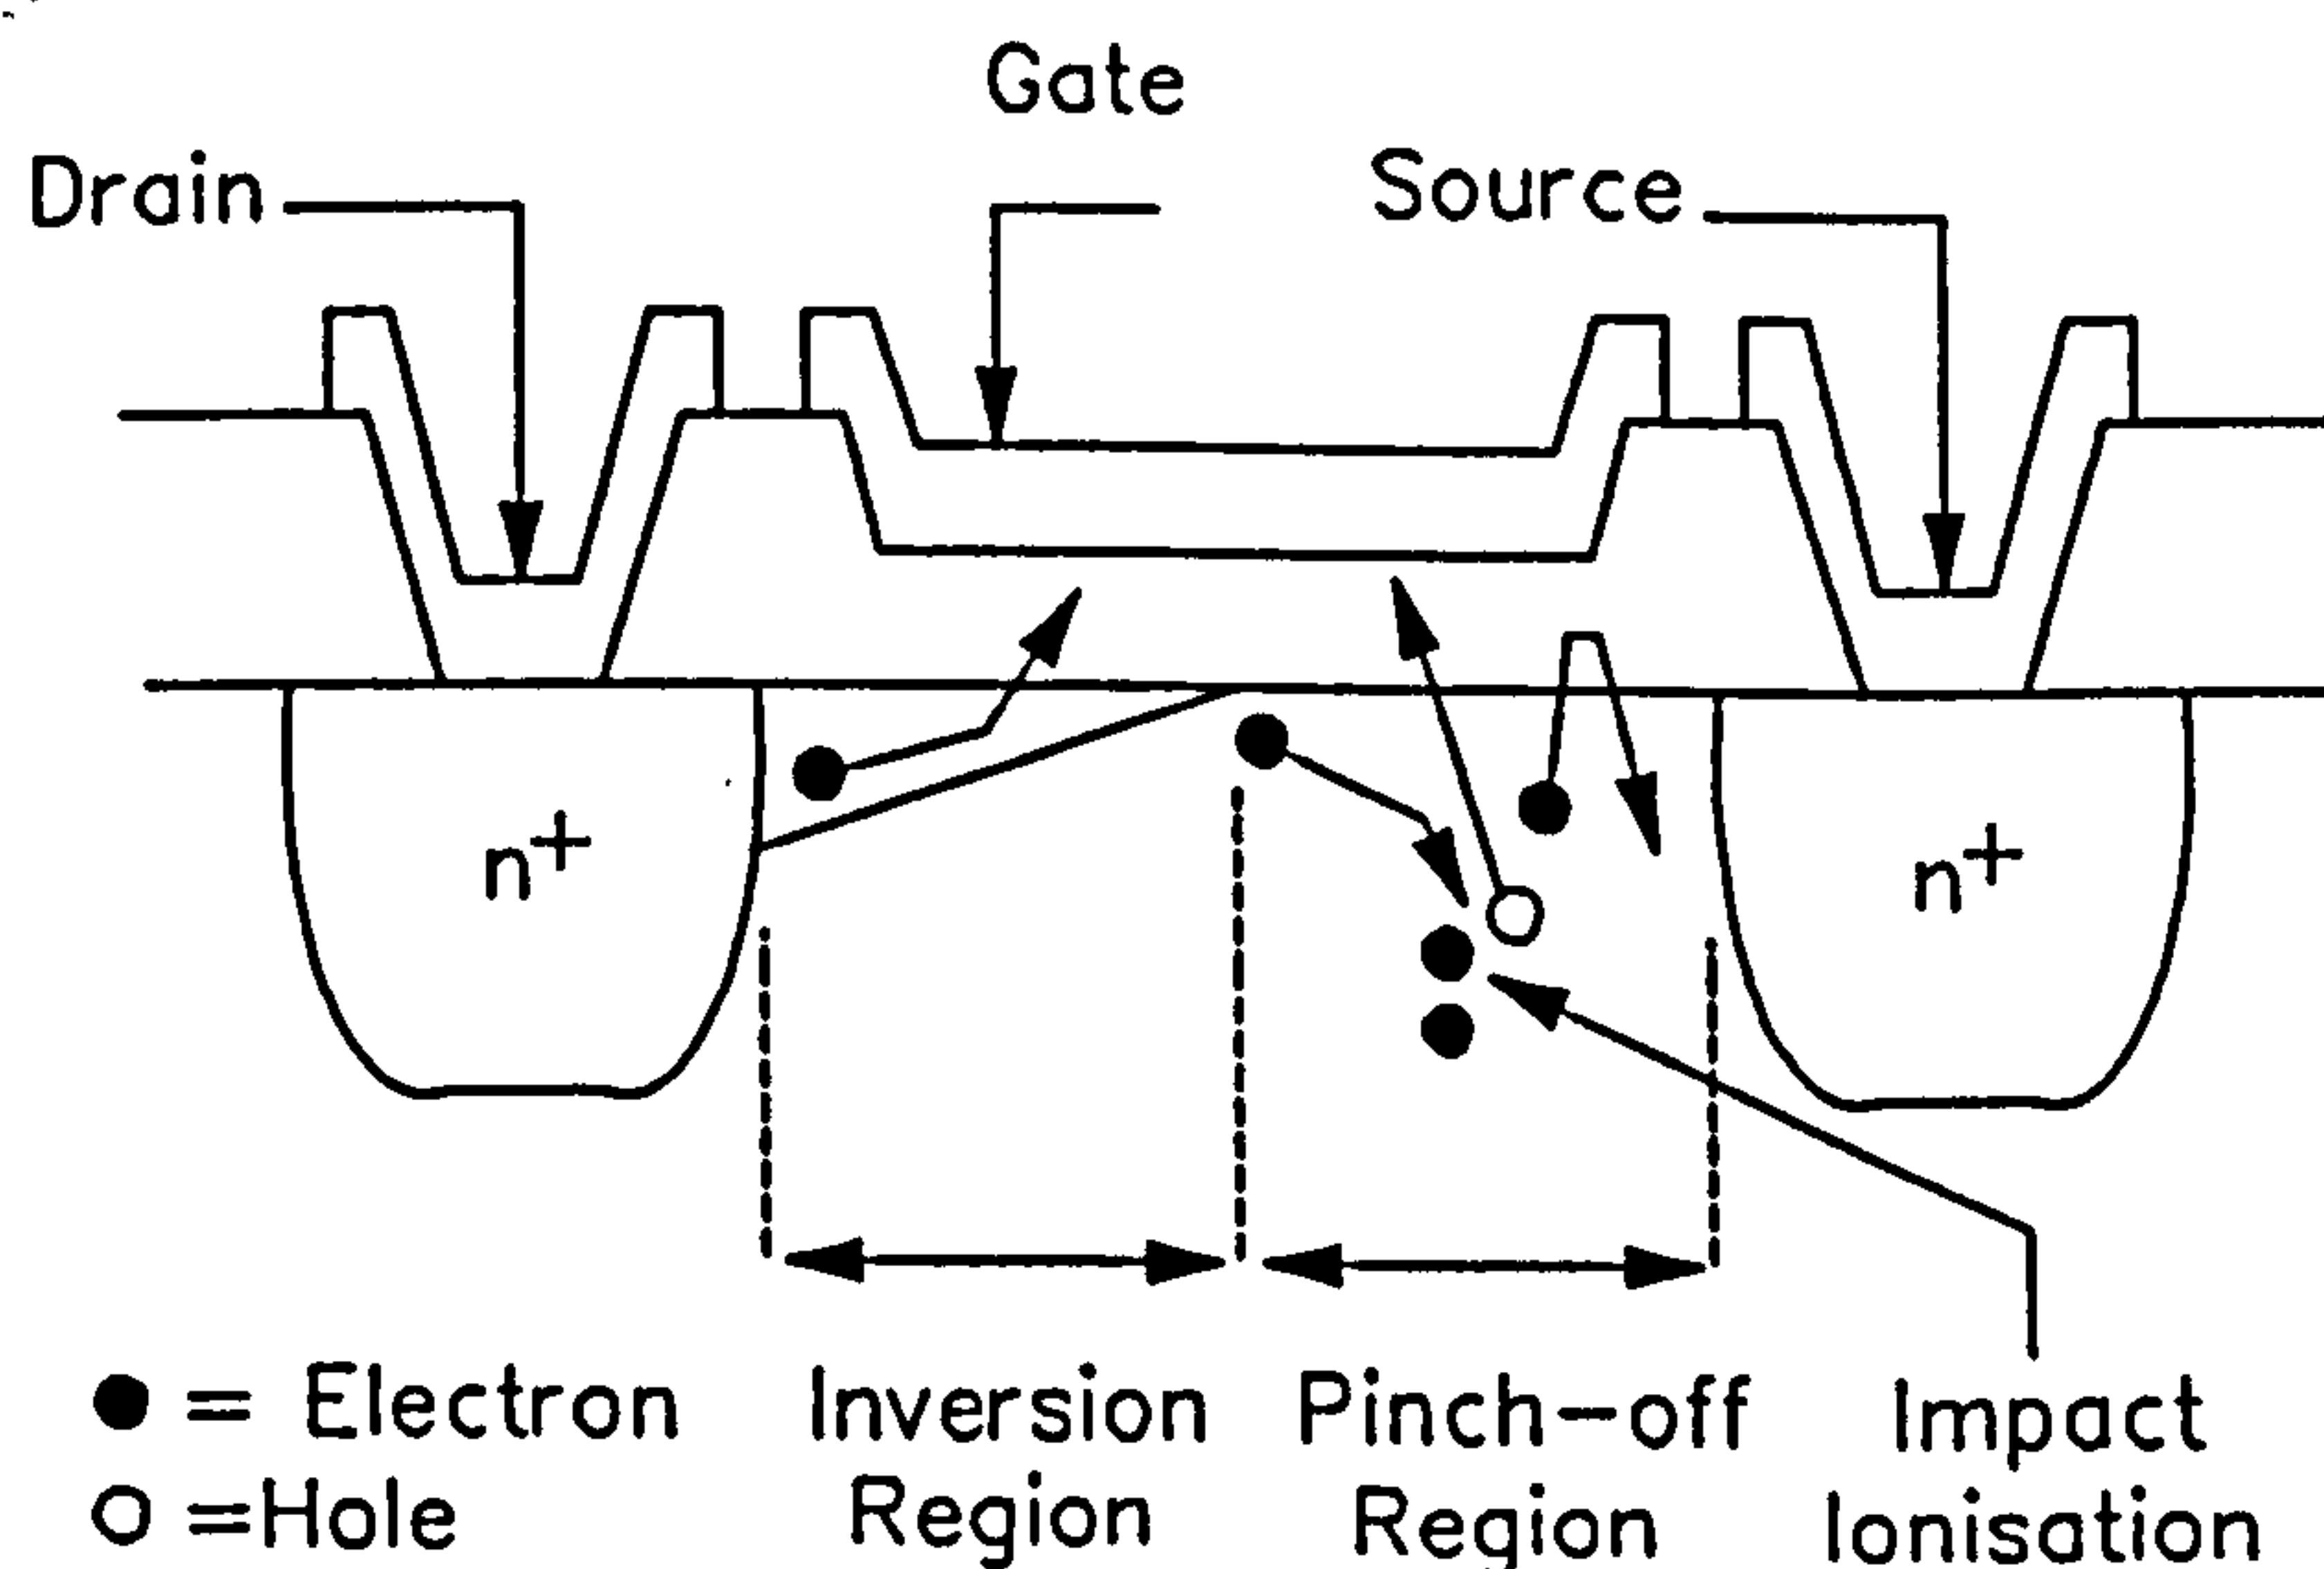 Gate
Drain
Source
n+
n+
● = Electron
Inversion
Region
Pinch-off
Region
Impact
Ionisation
○ =Hole